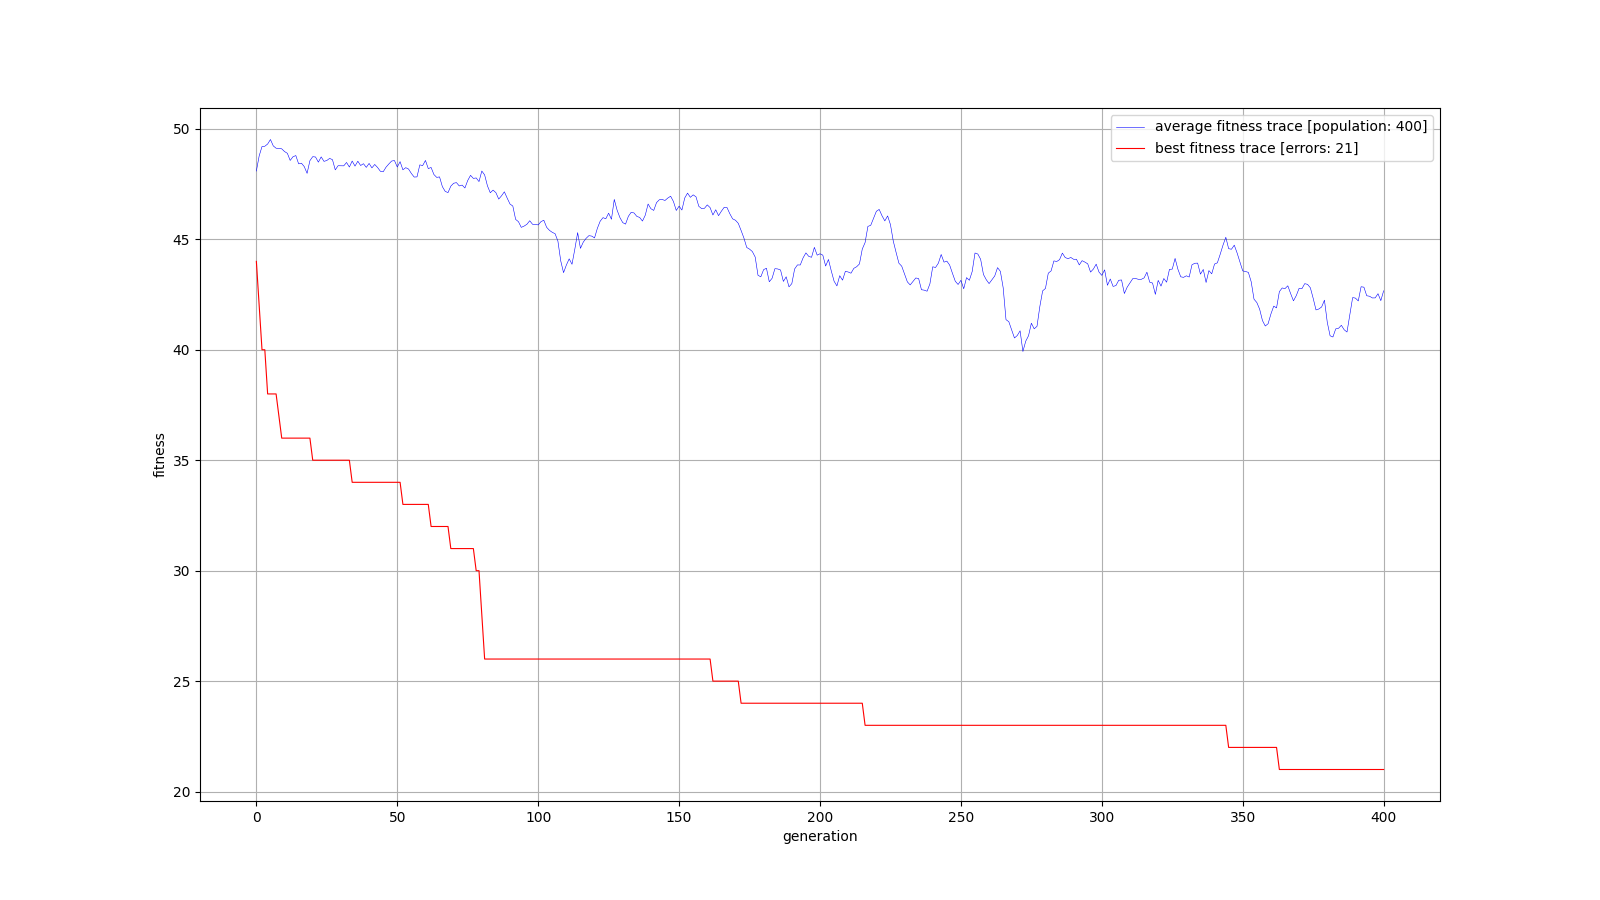 average fitness trace [population: 400]
best fitness trace [errors: 21]
50
45
40
35
30
25
20
fitness
0 50 100 150 200 250 300 350 400
generation